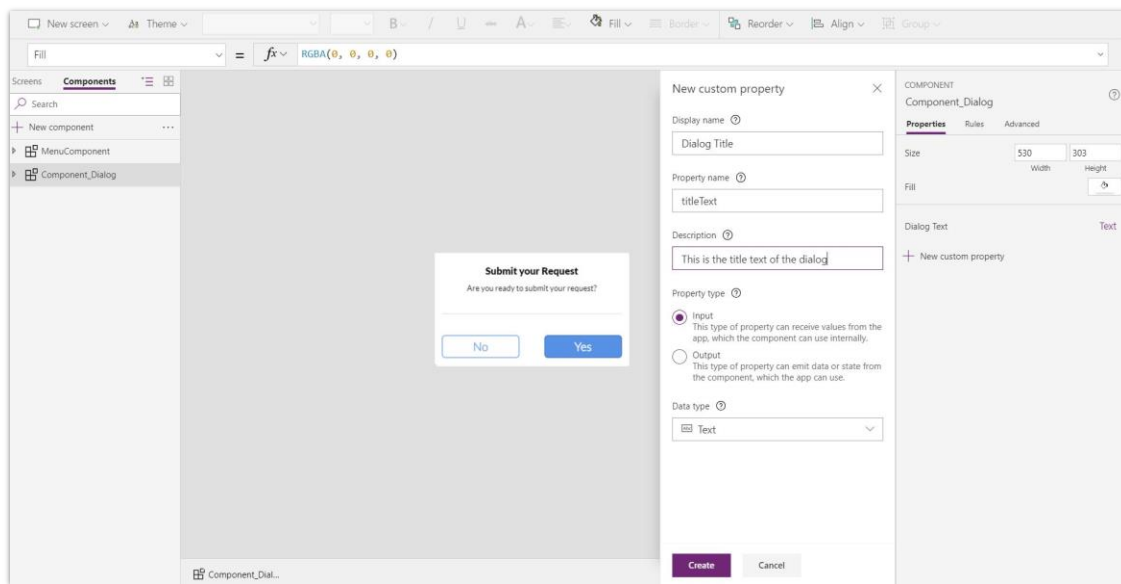 New screen Theme B / U abc A Fill Border Reorder Align Group
Fill = fx RGBA(0, 0, 0, 0)
Screens Components
Search
New component ...
MenuComponent
Component_Dialog
Submit your Request
Are you ready to submit your request?
No Yes
Component_Dial...
New custom property
Display name
Dialog Title
Property name
titleText
Description
This is the title text of the dialog
Property type
Input
This type of property can receive values from the
app, which the component can use internally.
Output
This type of property can emit data or state from
the component, which the app can use.
Data type
Abc Text
Create Cancel
COMPONENT
Component_Dialog
Properties Rules Advanced
Size 530 303
Width Height
Fill
Dialog Text Text
New custom property